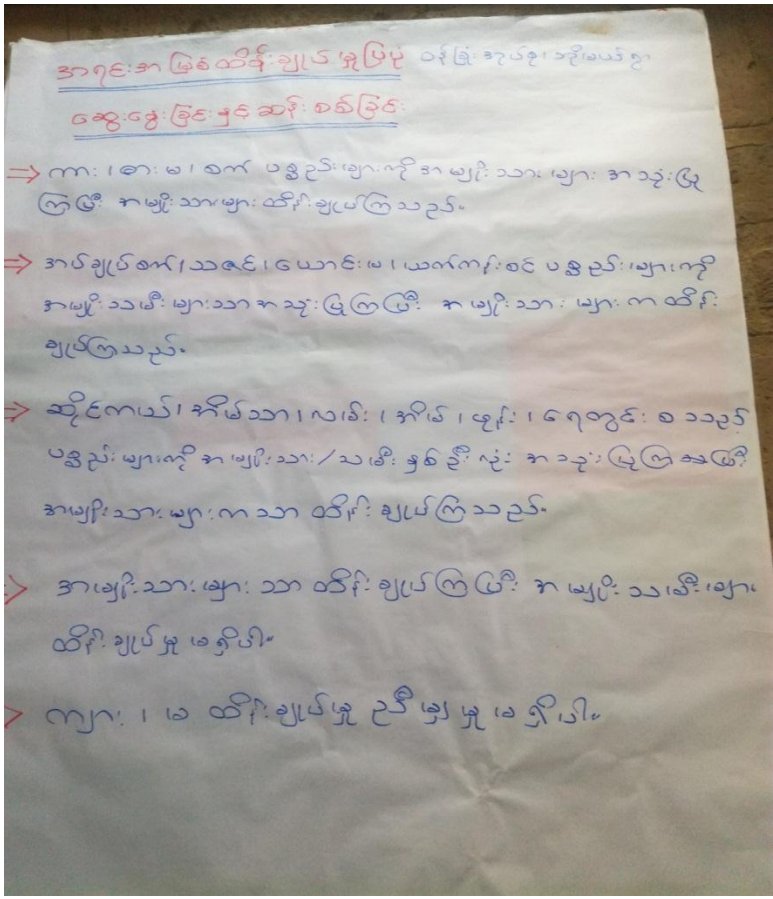 အရင်းအမြစ်ထိန်းချုပ်မှုပြပုံ
ဆွေးနွေးခြင်းနှင့်ဆန်းစစ်ခြင်း
⇒ ကား၊ စား မ၊ စက် ပစ္စည်းများကိုအမျိုးသားများ အသုံးပြု
ကြပြီး အမျိုးသားများ ထိန်းချုပ်ကြသည်။
⇒ အပ်ချုပ်စက်၊ သဇင်၊ ယောင်းမ၊ ယက်ကန်းစင် ပစ္စည်းများကို
အမျိုးသမီးများသာအသုံးပြုကြပြီး အမျိုးသား များက ထိန်း
ချုပ်ကြသည်။
⇒ ဆိုင်ကယ်၊ အိမ်သာ၊ လမ်း၊ အိမ်၊ ဖုန်း၊ ရေတွင်း စသည့်
ပစ္စည်းများကို အမျိုးသား/သမီး နှစ်ဦးလုံး အသုံးပြုကြပြီး
အမျိုးသားများကသာ ထိန်းချုပ်ကြသည်။
အမျိုးသားများသာ ထိန်းချုပ်ကြပြီး အမျိုးသမီးများ
ထိန်းချုပ်မှု မရှိပါ။
ကျား၊ မ ထိန်းချုပ်မှု ညီမျှမှု မရှိပါ။